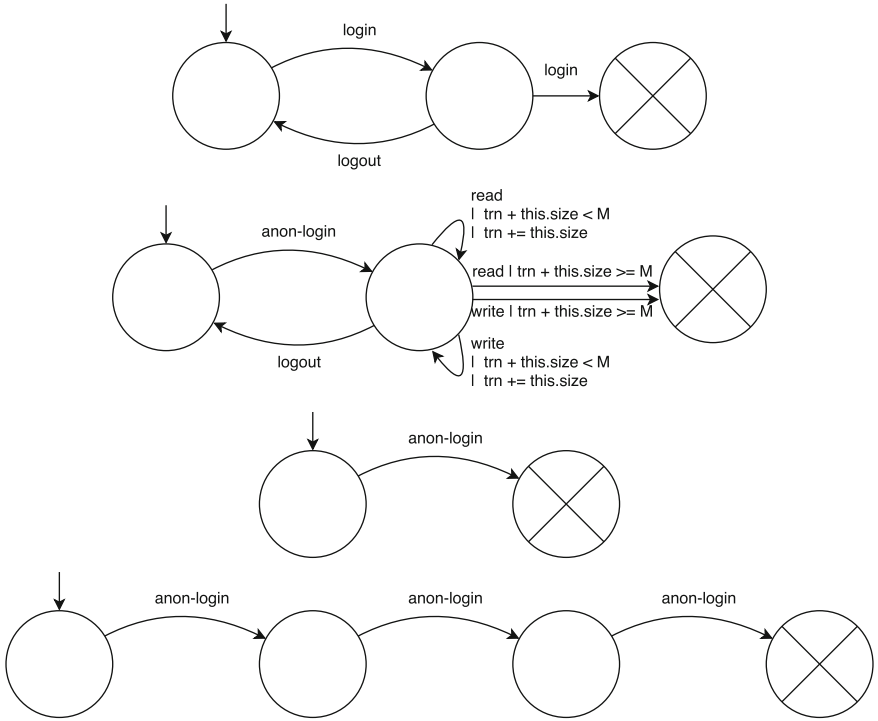 login
login
logout
read
| trn + this.size < M
| trn += this.size
anon-login
read | trn + this.size >= M
write | trn + this.size >= M
logout
write
| trn + this.size < M
| trn += this.size
anon-login
anon-login
anon-login
anon-login